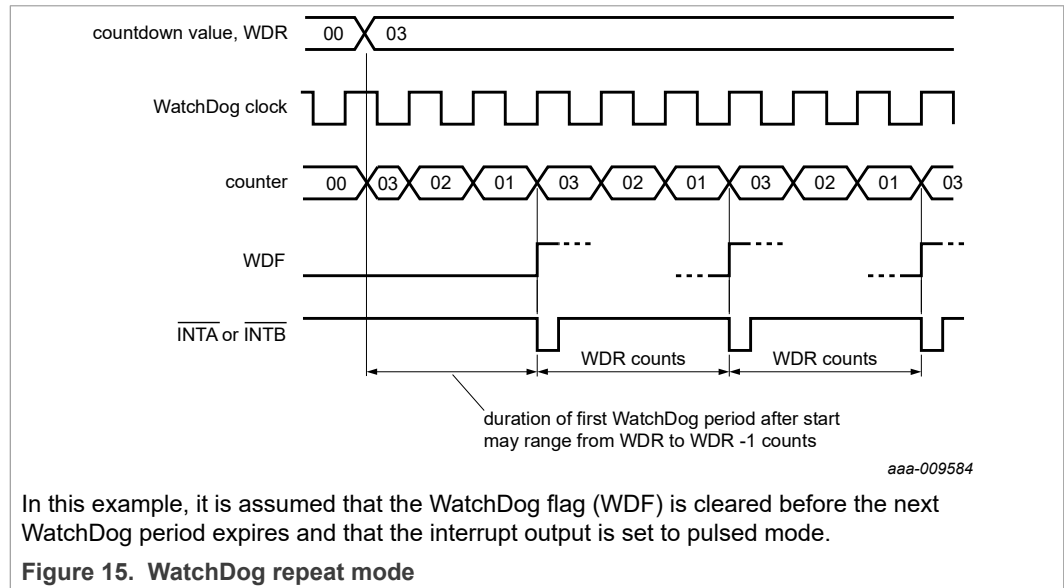 countdown value, WDR 00 03
WatchDog clock
counter 00 03 02 01 03 02 01 03 02 01 03
WDF
INTA or INTB
WDR counts WDR counts
duration of first WatchDog period after start
may range from WDR to WDR -1 counts
aaa-009584
In this example, it is assumed that the WatchDog flag (WDF) is cleared before the next
WatchDog period expires and that the interrupt output is set to pulsed mode.
Figure 15. WatchDog repeat mode